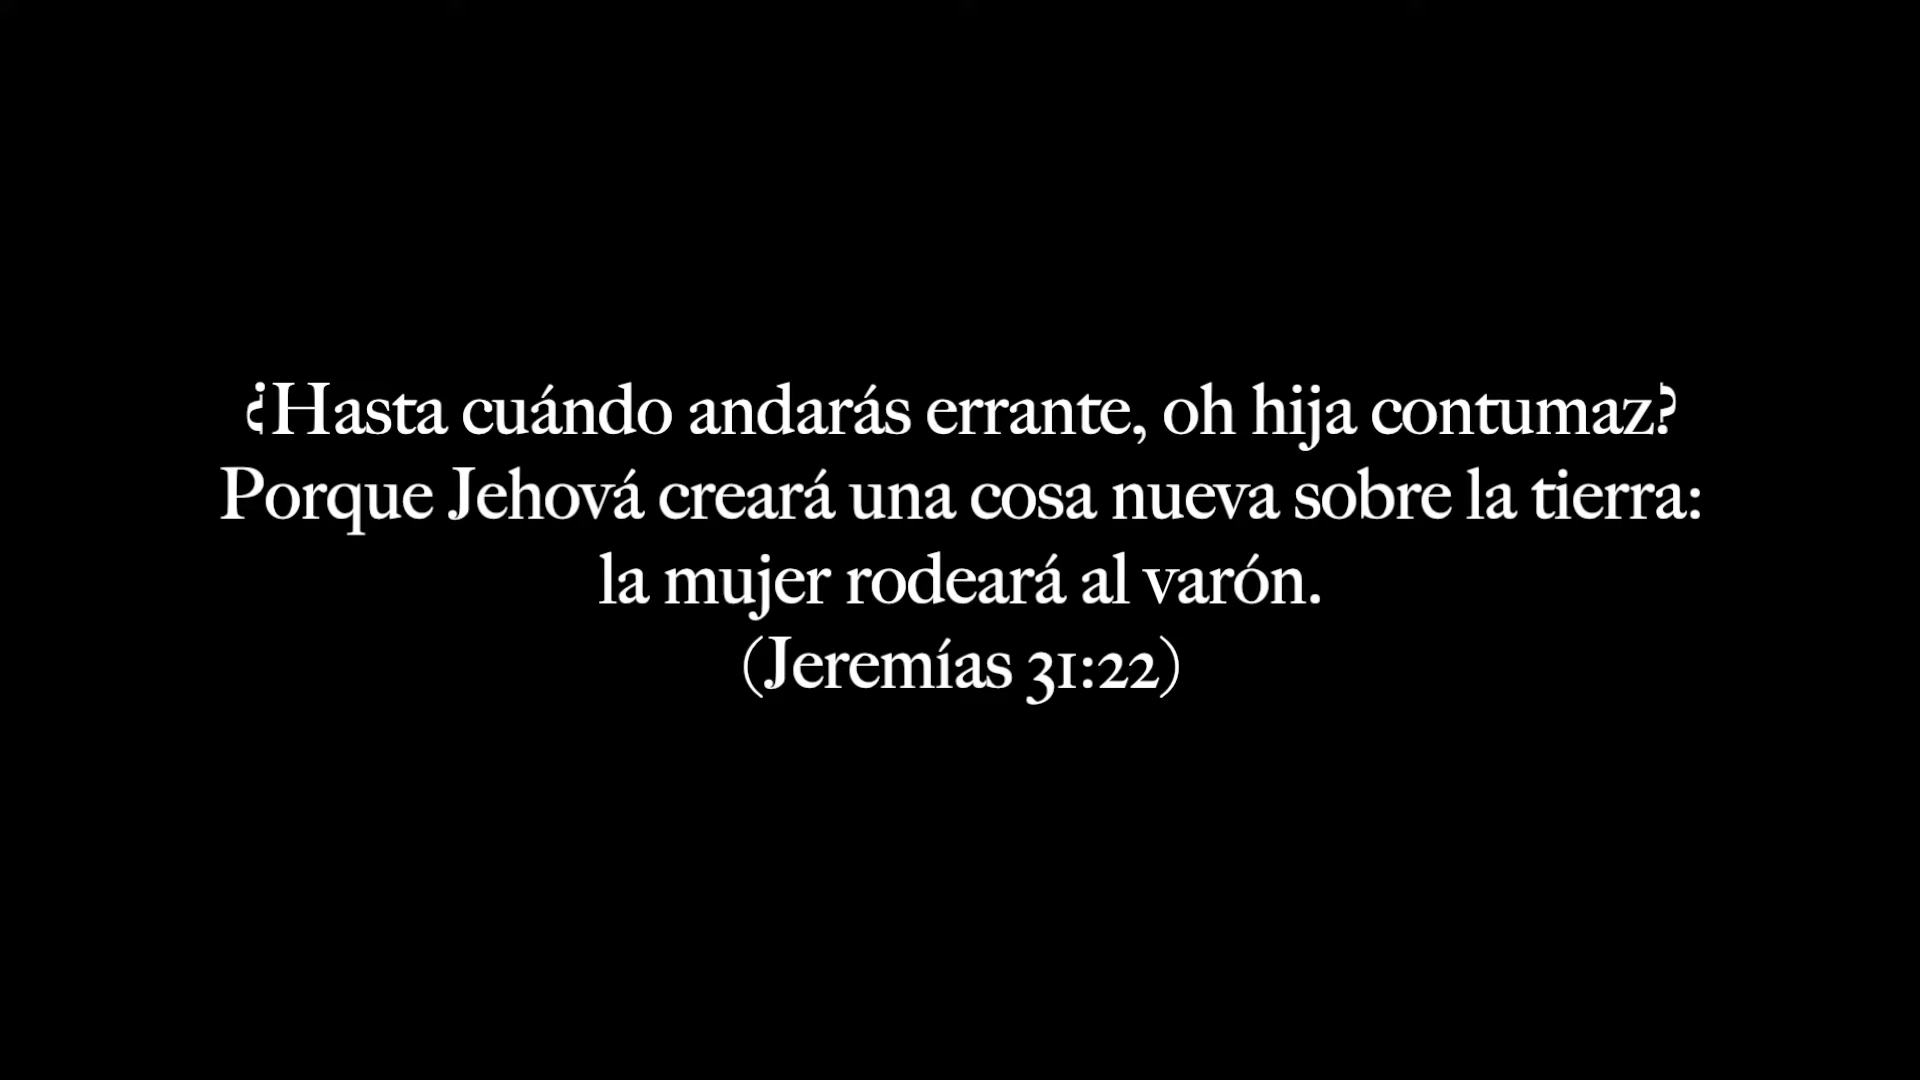 ¿Hasta cuándo andarás errante, oh hija contumaz?
Porque Jehová creará una cosa nueva sobre la tierra:
la mujer rodeará al varón.
(Jeremías 31:22)